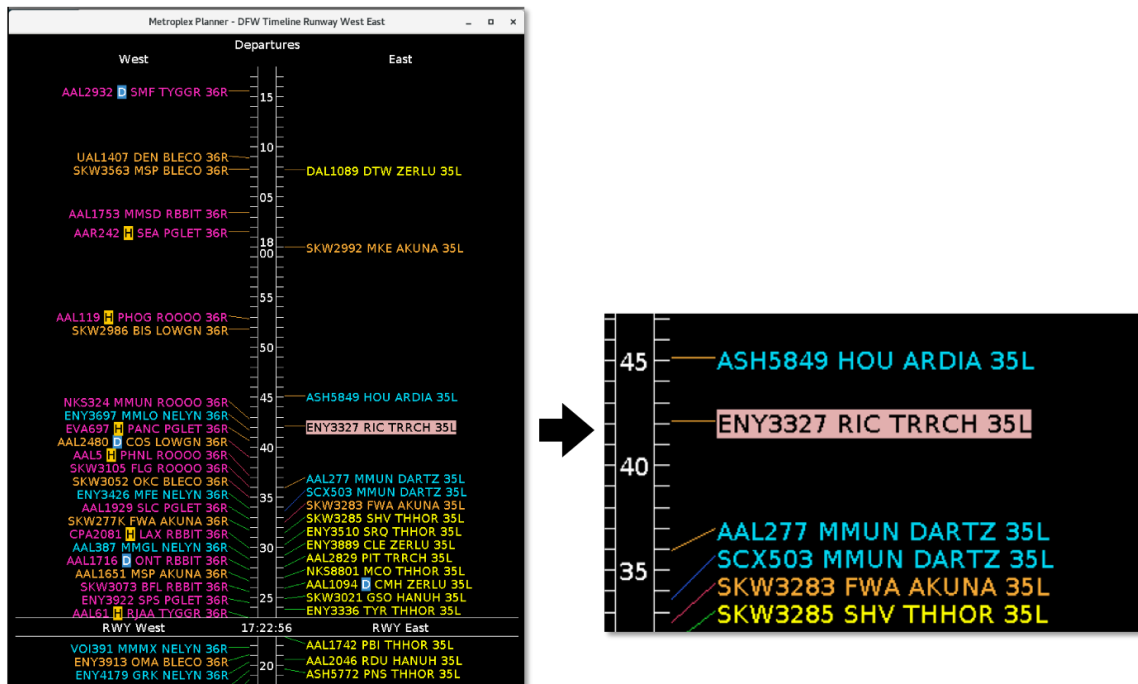 Metroplex Planner - DFW Timeline Runway West East
Departures
West
East
AAL2932 D SMF TYGGR 36R
UAL1407 DEN BLECO 36R
SKW3563 MSP BLECO 36R
AAL1753 MMSD RBBIT 36R
AAR242 H SEA PGLET 36R
AAL119 H PHOG ROOOO 36R
SKW2986 BIS LOWGN 36R
NKS324 MMUN ROOOO 36R
ENY3697 MMLO NELYN 36R
EVA697 H PANC PGLET 36R
AAL2480 D COS LOWGN 36R
AAL5 H PHNL ROOOO 36R
SKW3105 FLG ROOOO 36R
SKW3052 OKC BLECO 36R
ENY3426 MFE NELYN 36R
AAL1929 SLC PGLET 36R
SKW277K FWA AKUNA 36R
CPA2081 H LAX RBBIT 36R
AAL387 MMGL NELYN 36R
AAL1716 D ONT RBBIT 36R
AAL1651 MSP AKUNA 36R
SKW3073 BFL RBBIT 36R
ENY3922 SPS PGLET 36R
AAL61 H RJAA TYGGR 36R
15
10
05
18
00
55
50
45
40
35
30
25
DAL1089 DTW ZERLU 35L
SKW2992 MKE AKUNA 35L
ASH5849 HOU ARDIA 35L
ENY3327 RIC TRRCH 35L
AAL277 MMUN DARTZ 35L
SCX503 MMUN DARTZ 35L
SKW3283 FWA AKUNA 35L
SKW3285 SHV THHOR 35L
ENY3510 SRQ THHOR 35L
ENY3889 CLE ZERLU 35L
AAL2829 PIT TRRCH 35L
NKS8801 MCO THHOR 35L
AAL1094 D CMH ZERLU 35L
SKW3021 GSO HANUH 35L
ENY3336 TYR THHOR 35L
RWY West 17:22:56 RWY East
VOI391 MMMX NELYN 36R
ENY3913 OMA BLECO 36R
ENY4179 GRK NELYN 36R
20
AAL1742 PBI THHOR 35L
AAL2046 RDU HANUH 35L
ASH5772 PNS THHOR 35L
45
40
35
ASH5849 HOU ARDIA 35L
ENY3327 RIC TRRCH 35L
AAL277 MMUN DARTZ 35L
SCX503 MMUN DARTZ 35L
SKW3283 FWA AKUNA 35L
SKW3285 SHV THHOR 35L